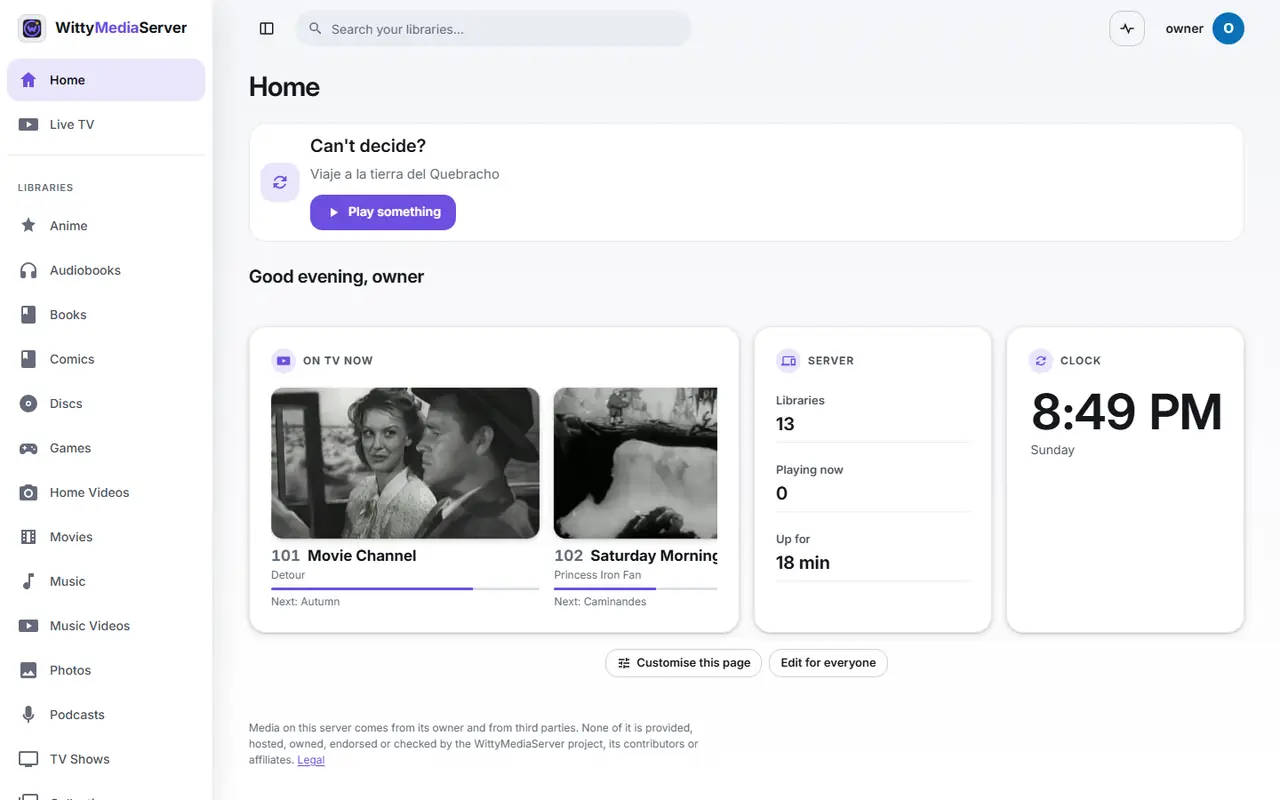 WittyMediaServer
Search your libraries...
owner
O
Home
Live TV
LIBRARIES
Anime
Audiobooks
Books
Comics
Discs
Games
Home Videos
Movies
Music
Music Videos
Photos
Podcasts
TV Shows
Home
Can't decide?
Viaje a la tierra del Quebracho
Play something
Good evening, owner
ON TV NOW
101 Movie Channel
Detour
Next: Autumn
102 Saturday Morning
Princess Iron Fan
Next: Caminandes
SERVER
Libraries
13
Playing now
0
Up for
18 min
CLOCK
8:49 PM
Sunday
Customise this page
Edit for everyone
Media on this server comes from its owner and from third parties. None of it is provided,
hosted, owned, endorsed or checked by the WittyMediaServer project, its contributors or
affiliates. Legal